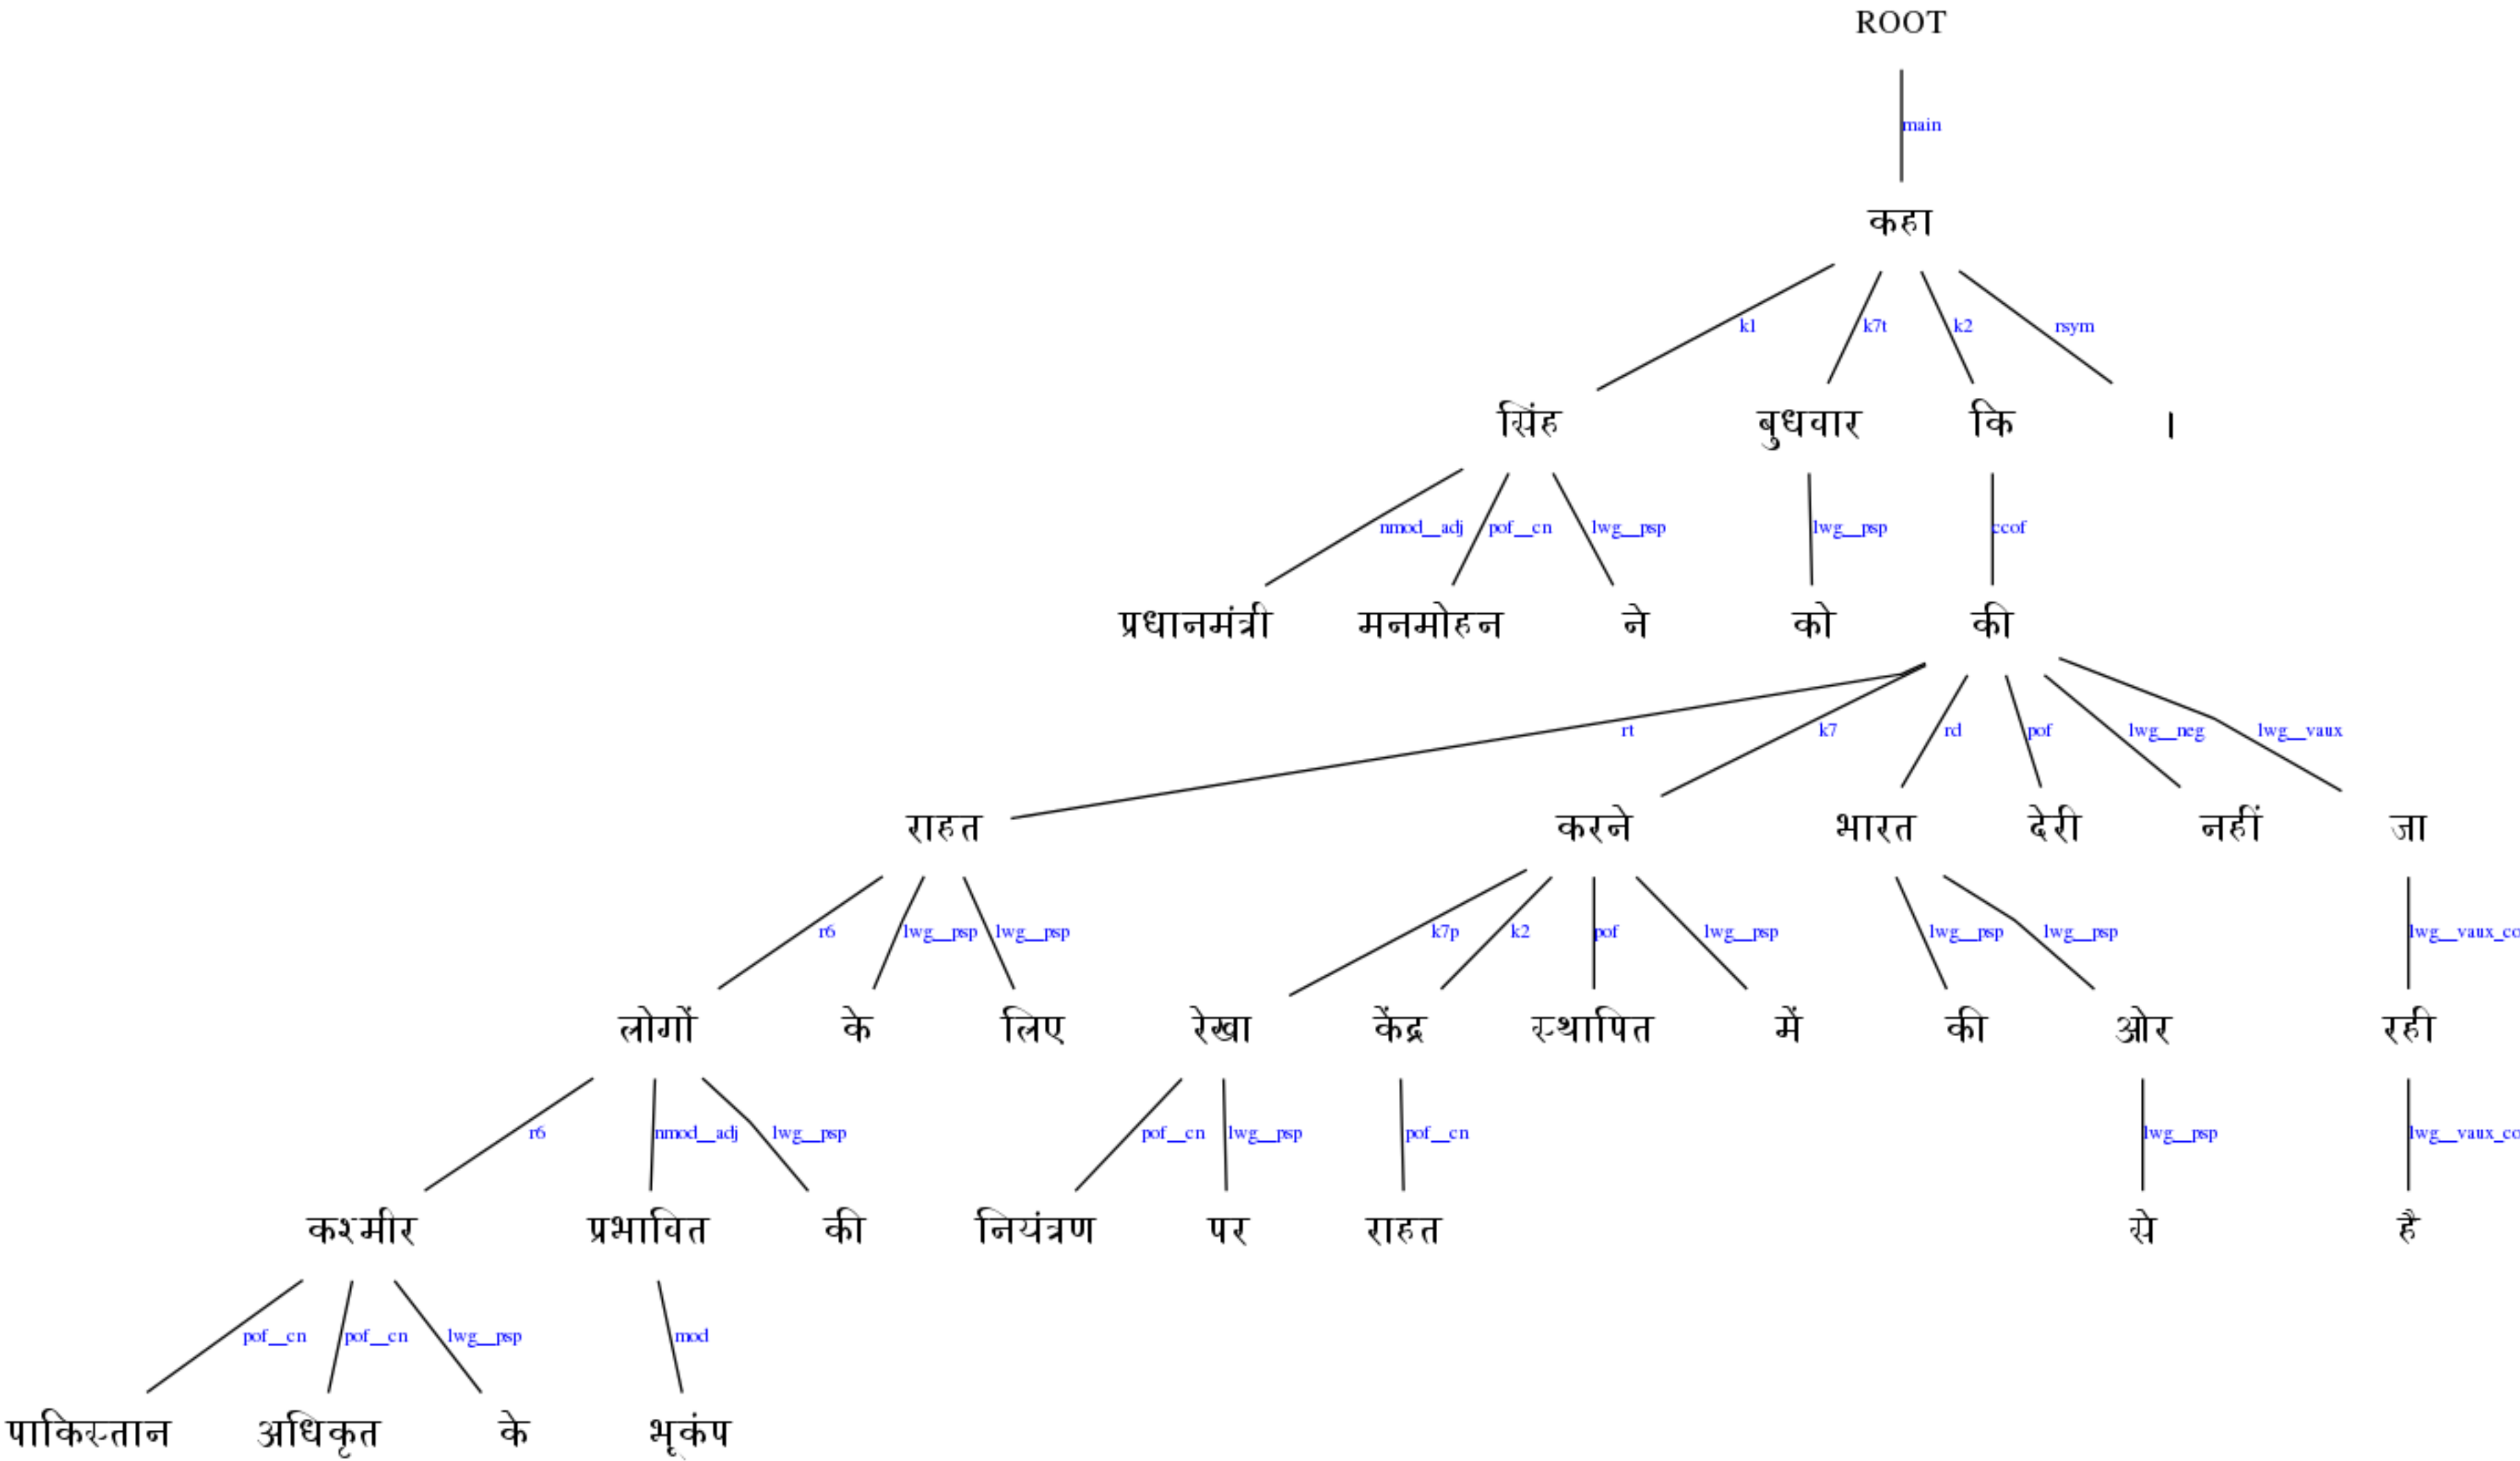 ROOT
main
कहा
k1 k7t k2 rsym
सिंह बुधवार कि ।
nmod__adj pof__cn lwg__psp lwg__psp ccof
प्रधानमंत्री मनमोहन ने को की
rt k7 rd pof lwg__neg lwg__vaux
राहत करने भारत देरी नहीं जा
r6 lwg__psp lwg__psp k7p k2 pof lwg__psp lwg__psp lwg__psp lwg__vaux_co
लोगों के लिए रेखा केंद्र स्थापित में की ओर रही
r6 nmod__adj lwg__psp pof__cn lwg__psp pof__cn lwg__psp lwg__vaux_co
कश्मीर प्रभावित की नियंत्रण पर राहत से है
pof__cn pof__cn lwg__psp mod
पाकिस्तान अधिकृत के भूकंप